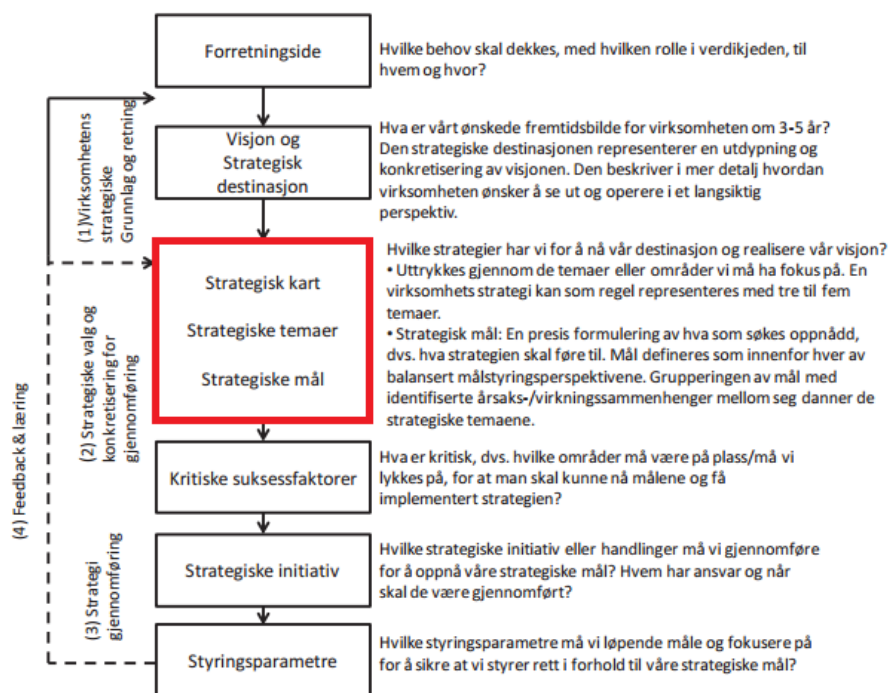 Forretningside
Hvilke behov skal dekkes, med hvilken rolle i verdikjeden, til
hvem og hvor?
Visjon og
Strategisk
destinasjon
Hva er vårt ønskede fremtidsbilde for virksomheten om 3-5 år?
Den strategiske destinasjonen representerer en utdypning og
konkretisering av visjonen. Den beskriver i mer detalj hvordan
virksomheten ønsker å se ut og operere i et langsiktig
perspektiv.
Strategisk kart
Strategiske temaer
Strategiske mål
Hvilke strategier har vi for å nå vår destinasjon og realisere vår visjon?
• Uttrykkes gjennom de temaer eller områder vi må ha fokus på. En
virksomhets strategi kan som regel representeres med tre til fem
temaer.
• Strategisk mål: En presis formulering av hva som søkes oppnådd,
dvs. hva strategien skal føre til. Mål defineres som innenfor hver av
balansert målstyringsperspektivene. Grupperingen av mål med
identifiserte årsaks-/virkningssammenhenger mellom seg danner de
strategiske temaene.
Kritiske suksessfaktorer
Hva er kritisk, dvs. hvilke områder må være på plass/må vi
lykkes på, for at man skal kunne nå målene og få
implementert strategien?
Strategiske initiativ
Hvilke strategiske initiativ eller handlinger må vi gjennomføre
for å oppnå våre strategiske mål? Hvem har ansvar og når
skal de være gjennomført?
Styringsparametre
Hvilke styringsparametre må vi løpende måle og fokusere på
for å sikre at vi styrer rett i forhold til våre strategiske mål?
(1)Virksomhetens
strategiske
Grunnlag og retning
(2) Strategiske valg og
konkretisering for
gjennomføring
(3) Strategi
gjennomføring
(4) Feedback & læring